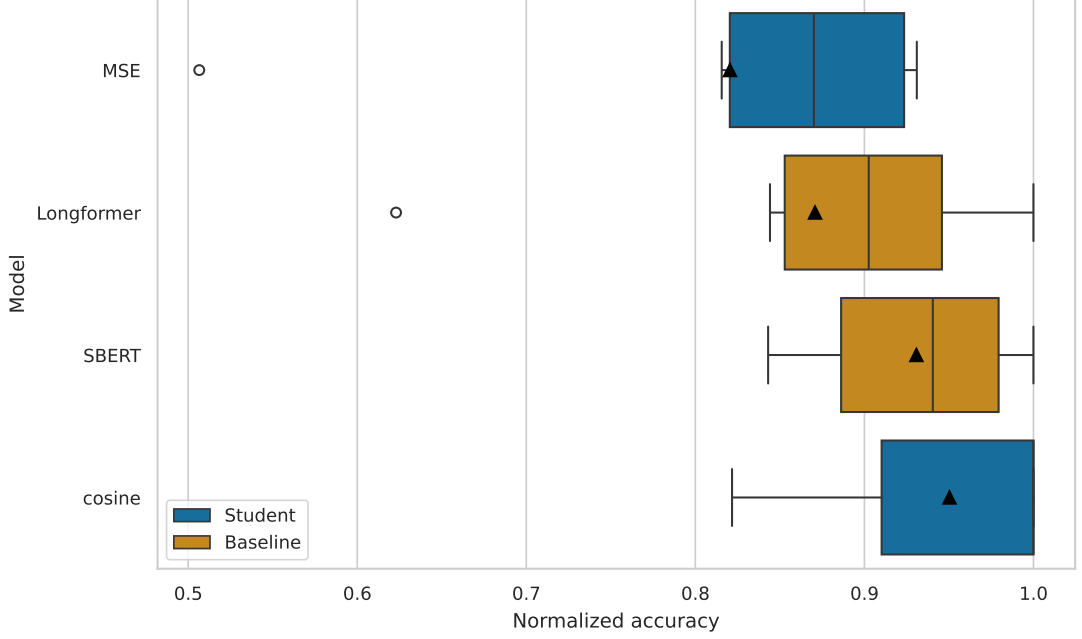 MSE
Longformer
SBERT
cosine
Model
Student
Baseline
0.5 0.6 0.7 0.8 0.9 1.0
Normalized accuracy